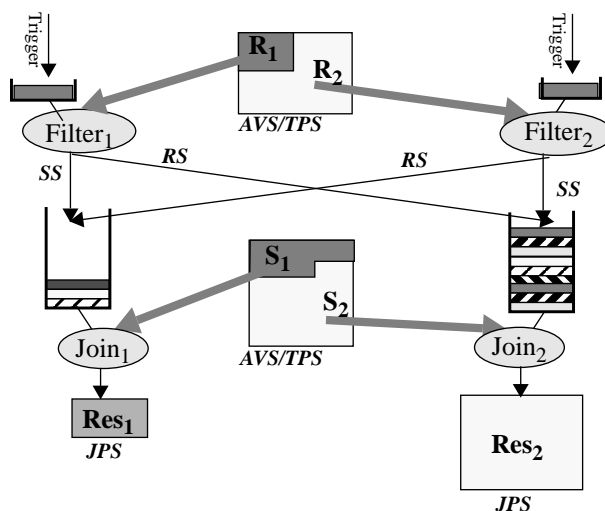 Trigger
Trigger
R1
R2
AVS/TPS
Filter1
Filter2
SS
RS
RS
SS
S1
S2
AVS/TPS
Join1
Join2
Res1
JPS
Res2
JPS